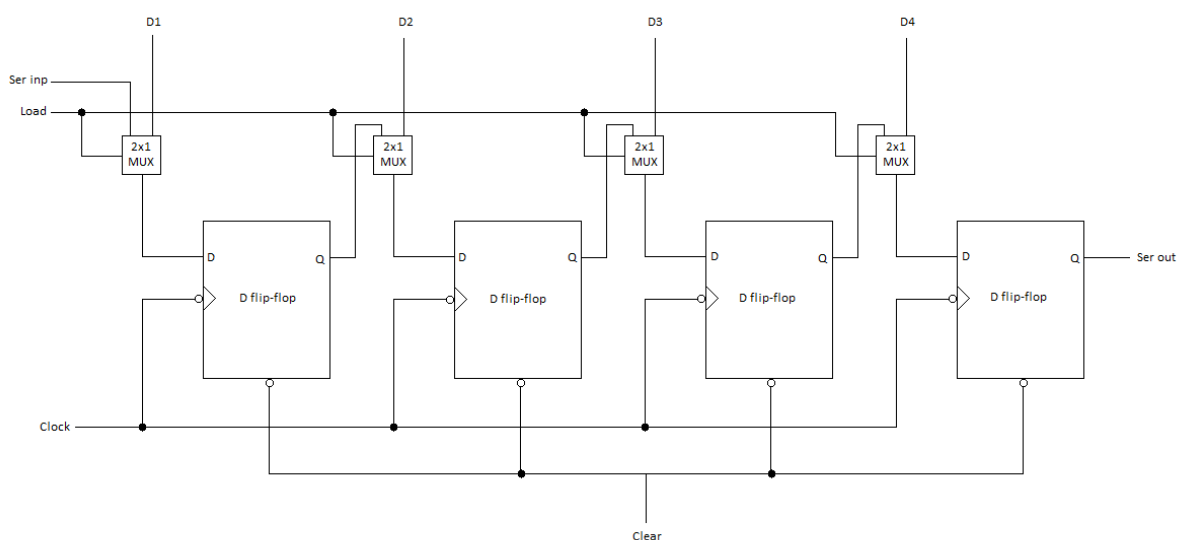 D1
D2
D3
D4
Ser inp
Load
2x1
MUX
2x1
MUX
2x1
MUX
2x1
MUX
D
Q
D flip-flop
D
Q
D flip-flop
D
Q
D flip-flop
D
Q
D flip-flop
Ser out
Clock
Clear